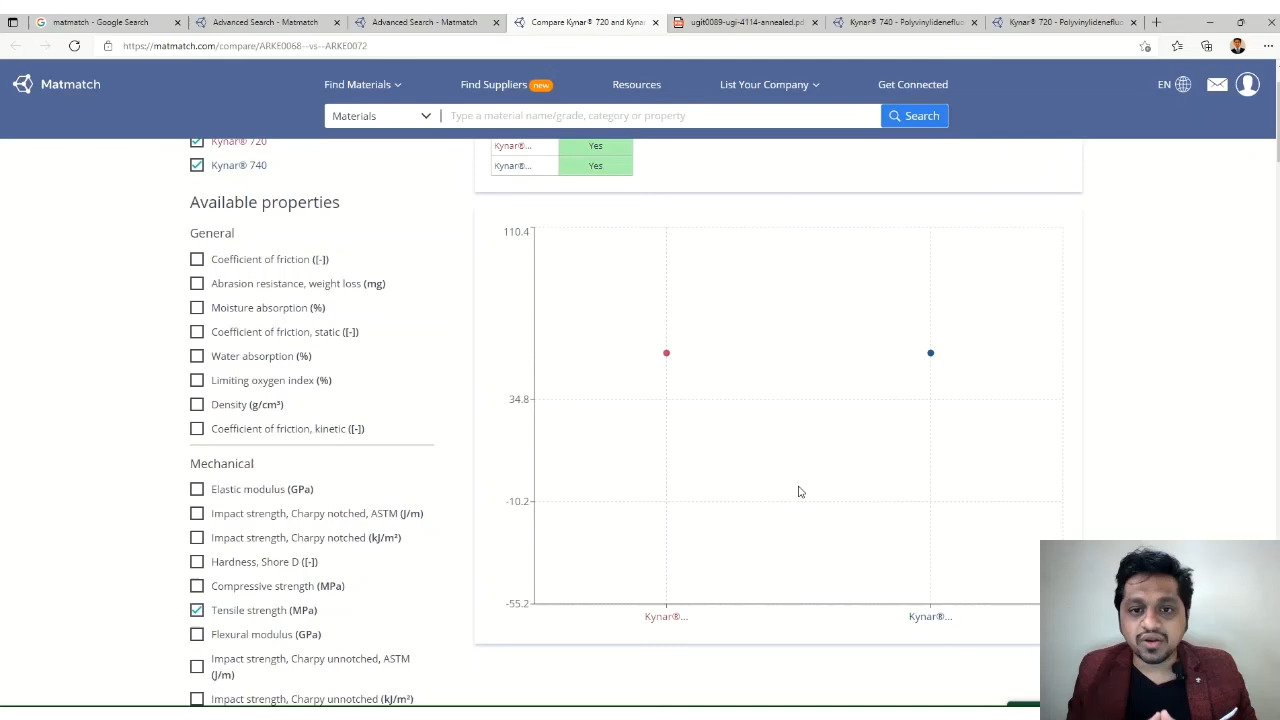 matmatch - Google Search
Advanced Search - Matmatch
Advanced Search - Matmatch
Compare Kynar® 720 and Kyna
ugit0089-ugi-4114-annealed.pd
Kynar® 740 - Polyvinylidenefluo
Kynar® 720 - Polyvinylidenefluo
https://matmatch.com/compare/ARKE0068--vs--ARKE0072
Matmatch
Find Materials
Find Suppliers new
Resources
List Your Company
Get Connected
EN
Materials
Type a material name/grade, category or property
Search
Kynar® 720
Kynar® 740
Kynar®... Yes
Kynar®... Yes
Available properties
General
Coefficient of friction ([-])
Abrasion resistance, weight loss (mg)
Moisture absorption (%)
Coefficient of friction, static ([-])
Water absorption (%)
Limiting oxygen index (%)
Density (g/cm³)
Coefficient of friction, kinetic ([-])
Mechanical
Elastic modulus (GPa)
Impact strength, Charpy notched, ASTM (J/m)
Impact strength, Charpy notched (kJ/m²)
Hardness, Shore D ([-])
Compressive strength (MPa)
Tensile strength (MPa)
Flexural modulus (GPa)
Impact strength, Charpy unnotched, ASTM
(J/m)
Impact strength, Charpy unnotched (kJ/m²)
110.4
34.8
-10.2
-55.2
Kynar®...
Kynar®...